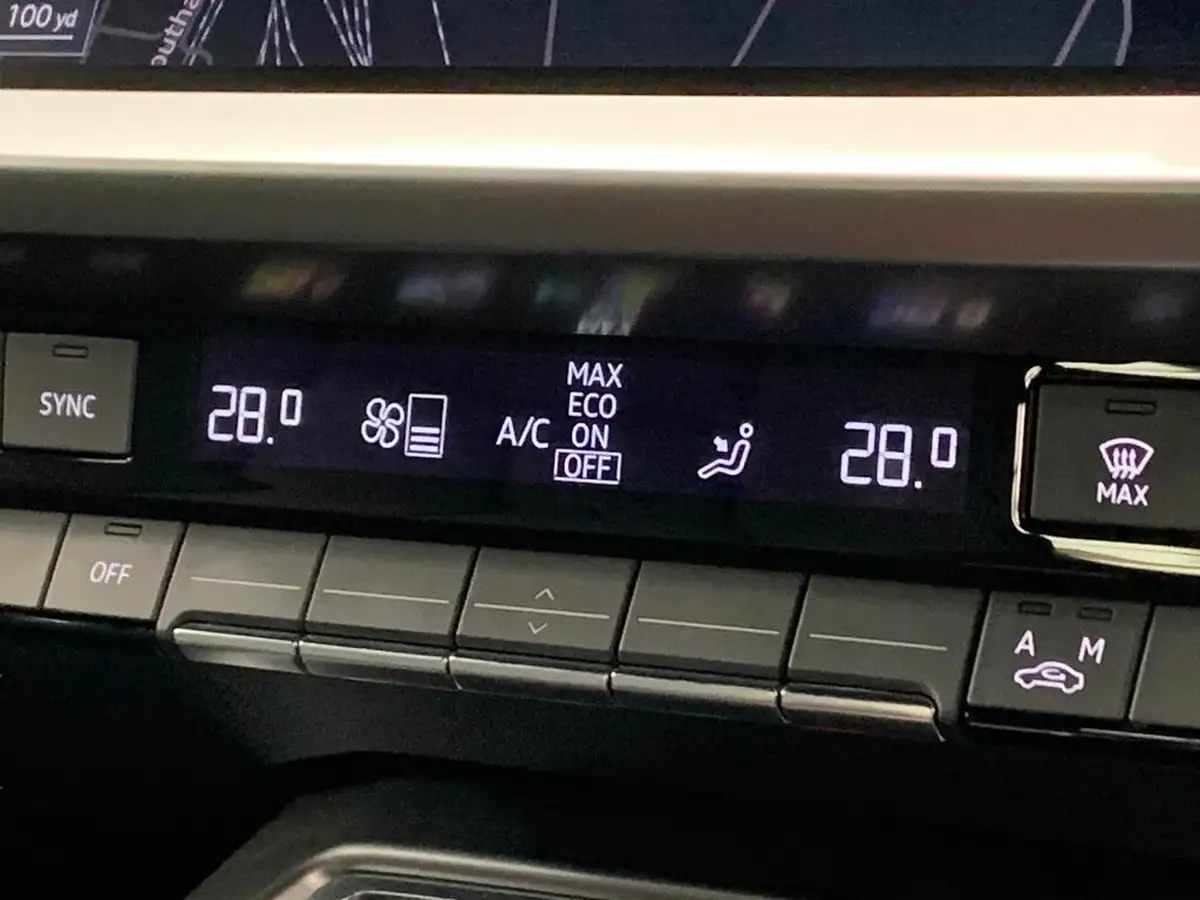 100 yd
SYNC
28.0
A/C
MAX
ECO
ON
OFF
28.0
MAX
OFF
A M